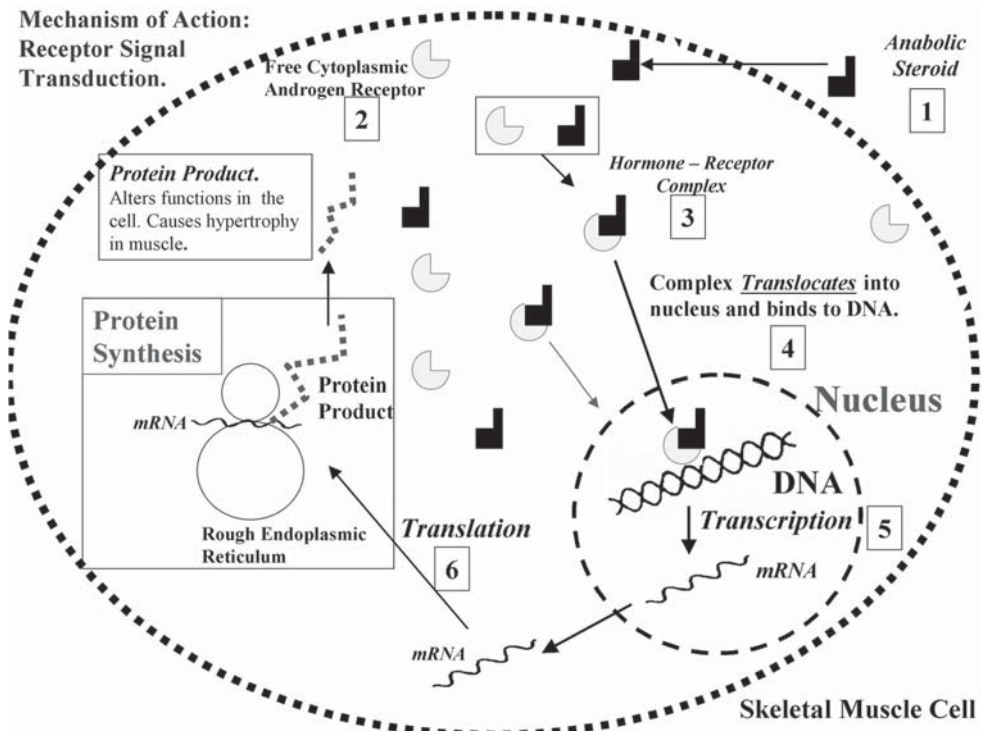 Mechanism of Action:
Receptor Signal
Transduction.
Free Cytoplasmic
Androgen Receptor
2
Anabolic
Steroid
1
Hormone – Receptor
Complex
3
Protein Product.
Alters functions in the
cell. Causes hypertrophy
in muscle.
Complex Translocates into
nucleus and binds to DNA.
4
Protein
Synthesis
Protein
Product
mRNA
Rough Endoplasmic
Reticulum
Nucleus
DNA
Transcription
5
mRNA
Translation
6
mRNA
Skeletal Muscle Cell